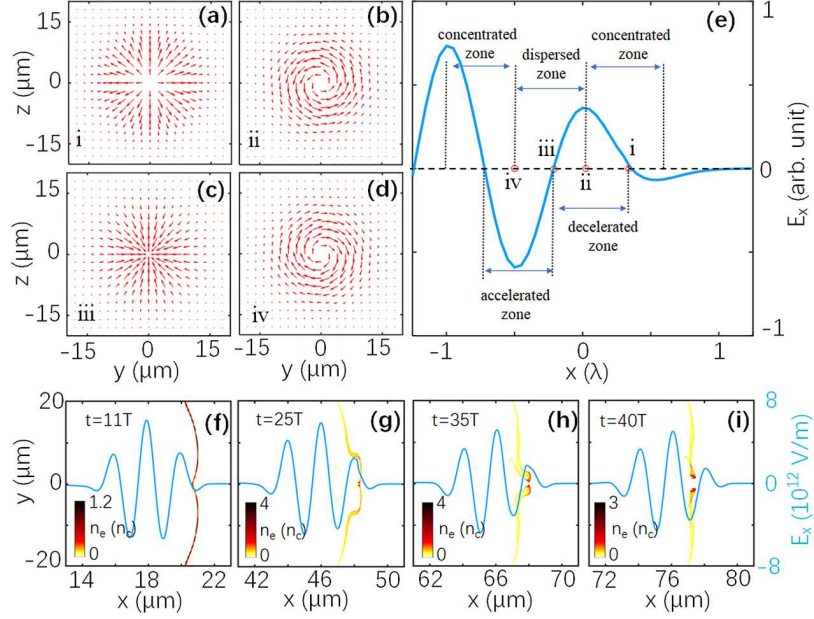 (a)
(b)
(e)
z (μm)
15
0
-15
i
ii
(c)
(d)
z (μm)
15
0
-15
iii
iv
-15
0
15
-15
0
15
y (μm)
y (μm)
concentrated
zone
dispersed
zone
concentrated
zone
iii
i
iv
ii
decelerated
zone
accelerated
zone
1
0
-1
Eₓ (arb. unit)
-1
0
1
x (λ)
t=11T
(f)
t=25T
(g)
t=35T
(h)
t=40T
(i)
20
0
-20
y (μm)
1.2
nₑ (n꜀)
0
4
nₑ (n꜀)
0
4
nₑ (n꜀)
0
3
nₑ (n꜀)
0
8
0
-8
Eₓ (10¹² V/m)
14
18
22
42
46
50
62
66
70
72
76
80
x (μm)
x (μm)
x (μm)
x (μm)